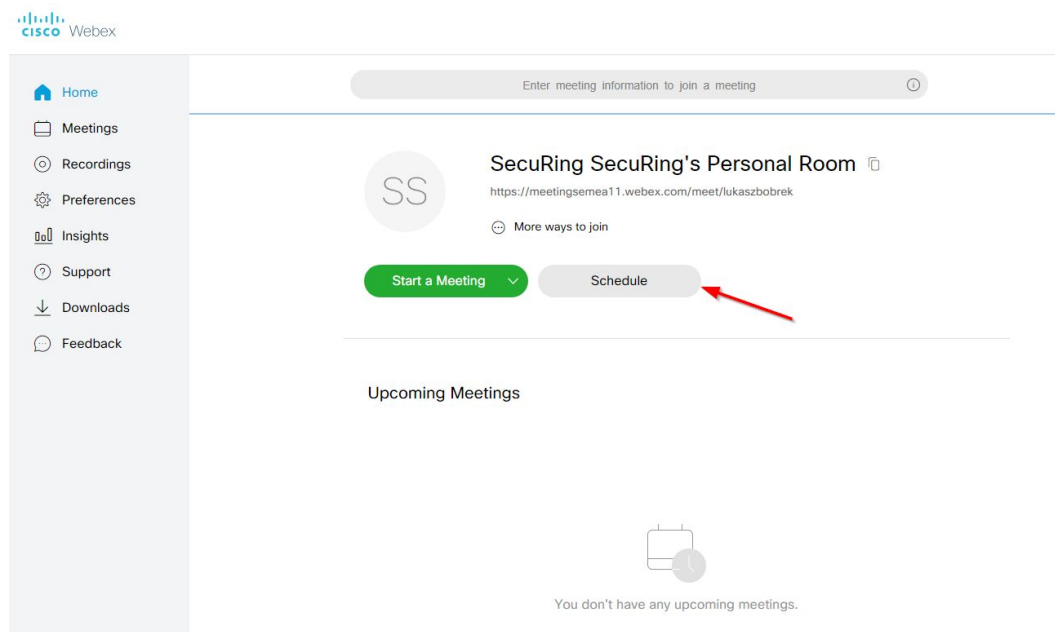 CISCO Webex
Home
Meetings
Recordings
Preferences
Insights
Support
Downloads
Feedback
Enter meeting information to join a meeting
SS
SecuRing SecuRing's Personal Room
https://meetingsemea11.webex.com/meet/lukaszbobrek
More ways to join
Start a Meeting
Schedule
Upcoming Meetings
You don't have any upcoming meetings.